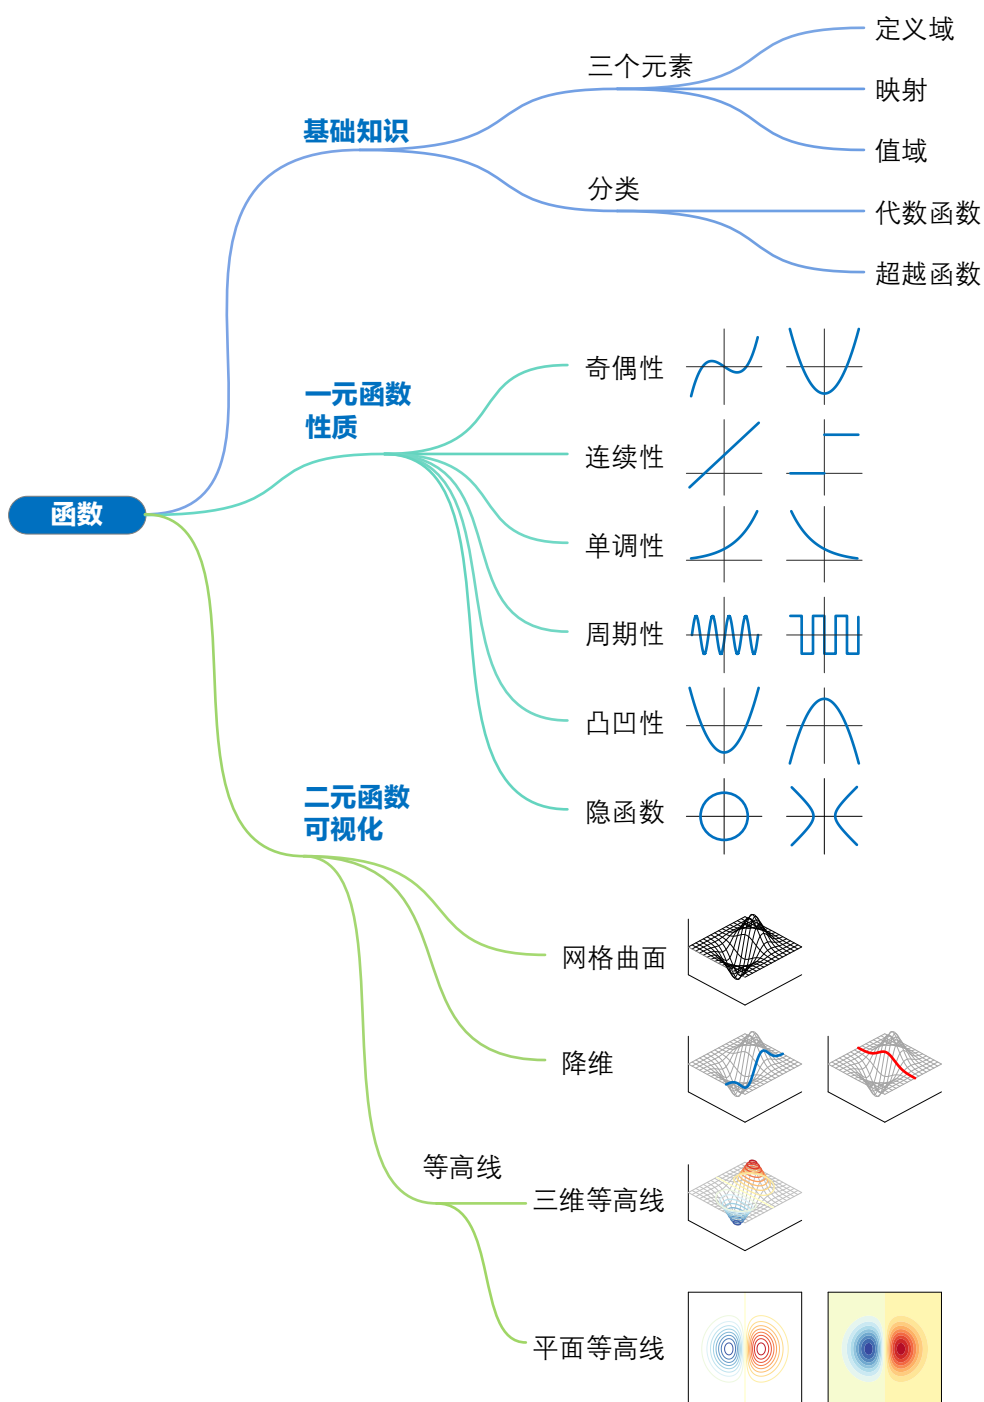 定义域
三个元素
映射
基础知识
值域
分类
代数函数
超越函数
奇偶性
一元函数
性质
连续性
函数
单调性
周期性
凸凹性
二元函数
可视化
隐函数
网格曲面
降维
等高线
三维等高线
平面等高线